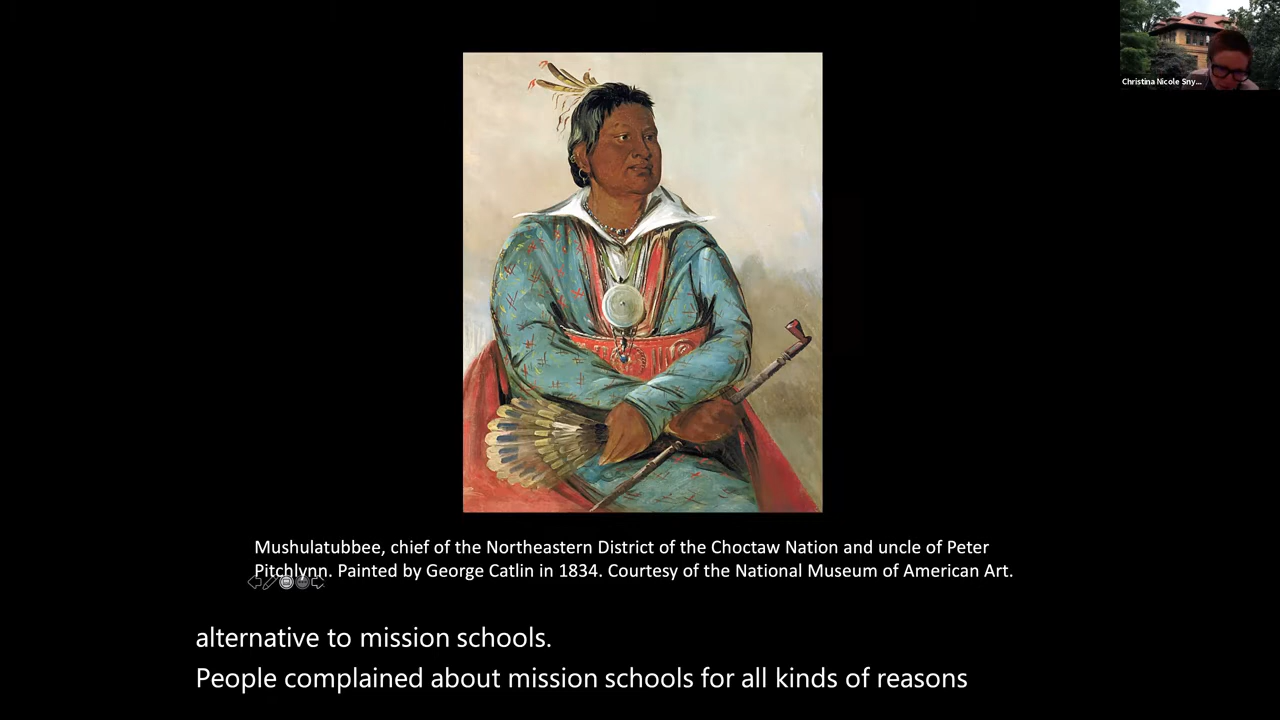 Christina Nicole Sny...
Mushulatubbee, chief of the Northeastern District of the Choctaw Nation and uncle of Peter
Pitchlynn. Painted by George Catlin in 1834. Courtesy of the National Museum of American Art.
alternative to mission schools.
People complained about mission schools for all kinds of reasons